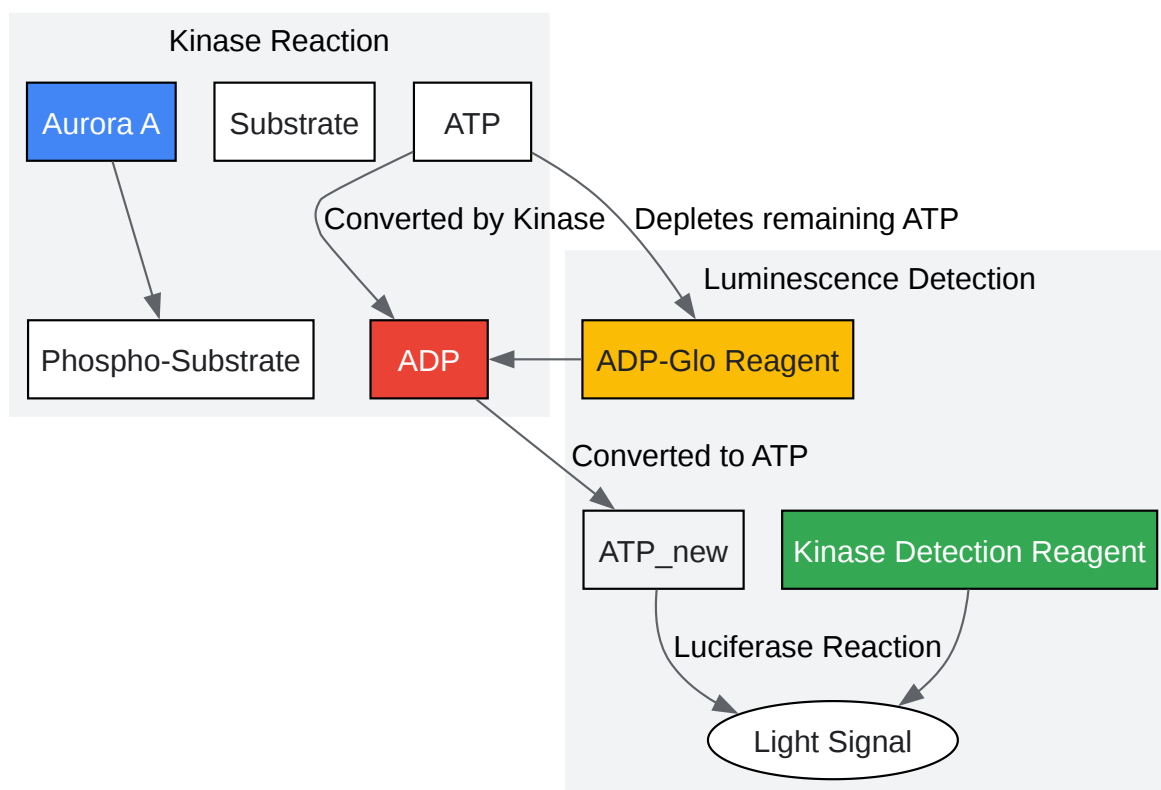 Kinase Reaction
Aurora A
Substrate
ATP
Converted by Kinase
Depletes remaining ATP
Luminescence Detection
Phospho-Substrate
ADP
ADP-Glo Reagent
Converted to ATP
ATP_new
Kinase Detection Reagent
Luciferase Reaction
Light Signal